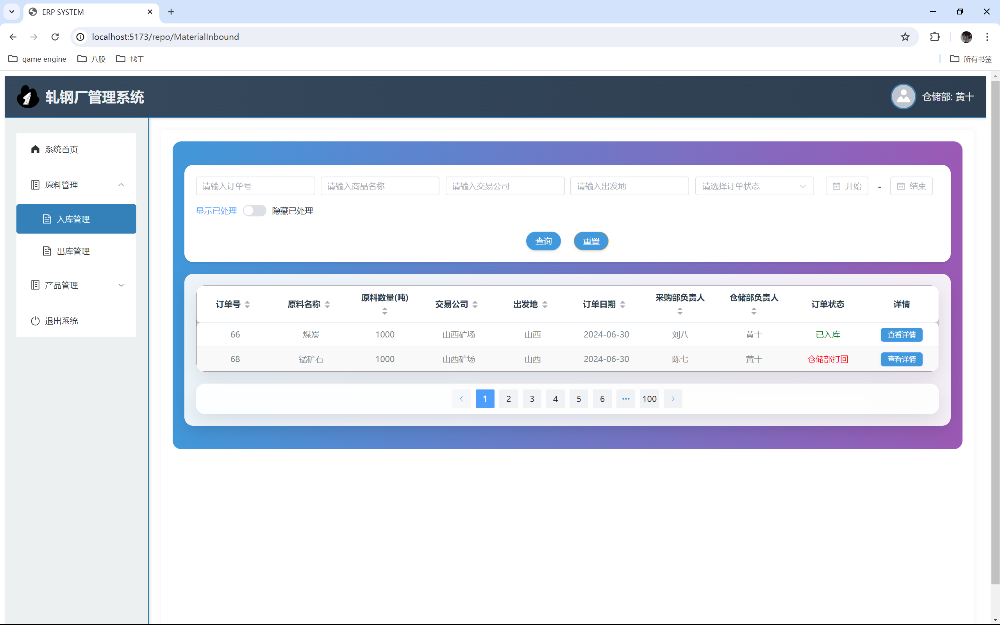 ERP SYSTEM
localhost:5173/repo/MaterialInbound
game engine 八股 找工 所有书签
轧钢厂管理系统 仓储部: 黄十
系统首页
原料管理
入库管理
出库管理
产品管理
退出系统
请输入订单号 请输入商品名称 请输入交易公司 请输入出发地 请选择订单状态 开始 - 结束
显示已处理 隐藏已处理
查询 重置
订单号 原料名称 原料数量(吨) 交易公司 出发地 订单日期 采购部负责人 仓储部负责人 订单状态 详情
66 煤炭 1000 山西矿场 山西 2024-06-30 刘八 黄十 已入库 查看详情
68 锰矿石 1000 山西矿场 山西 2024-06-30 陈七 黄十 仓储部打回 查看详情
1 2 3 4 5 6 ••• 100